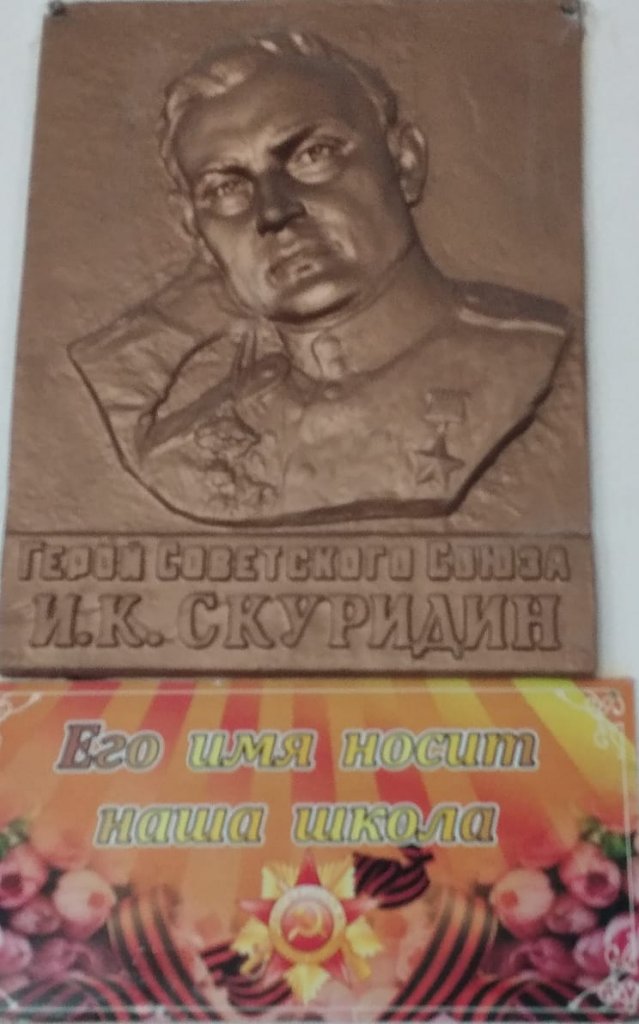 Герой Советского Союза
И.К. СКУРИДИН
Его имя носит
наша школа